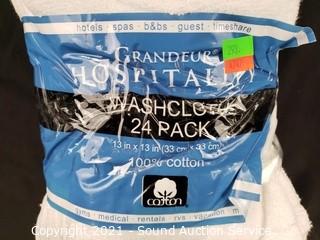 hotels · spas · b&bs · guest · timeshare
GRANDEUR
HOSPITALITY
WASHCLOTH
24 PACK
13 in x 13 in (33 cm x 33 cm)
100% cotton
cotton
gyms · medical · rentals · rvs · vacation
Copyright 2021 - Sound Auction Service